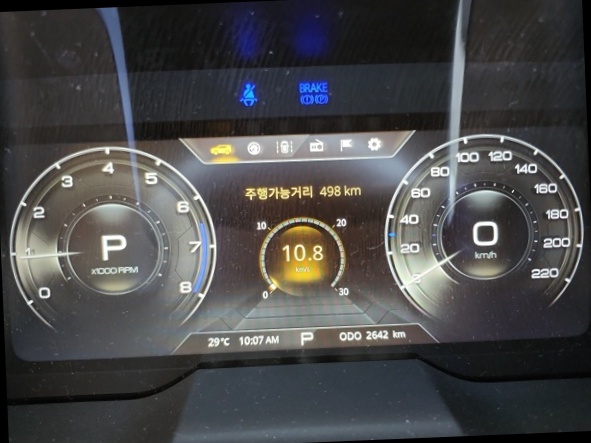 BRAKE
(!) (P)
주행가능거리 498 km
10.8
km/L
0 10 20 30
0 1 2 3 4 5 6 7 8
P
x1000 RPM
0 20 40 60 80 100 120 140 160 180 200 220
0
km/h
29°C 10:07 AM P ODO 2642 km